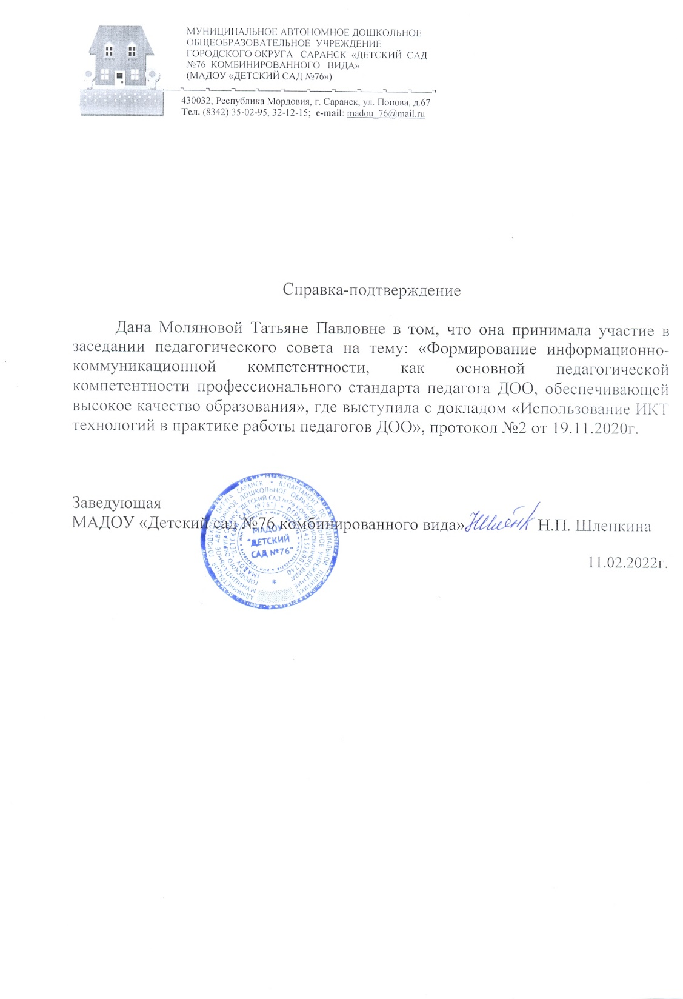 МУНИЦИПАЛЬНОЕ АВТОНОМНОЕ ДОШКОЛЬНОЕ
ОБЩЕОБРАЗОВАТЕЛЬНОЕ УЧРЕЖДЕНИЕ
ГОРОДСКОГО ОКРУГА САРАНСК «ДЕТСКИЙ САД
№76 КОМБИНИРОВАННОГО ВИДА»
(МАДОУ «ДЕТСКИЙ САД №76»)
430032, Республика Мордовия, г. Саранск, ул. Попова, д.67
Тел. (8342) 35-02-95, 32-12-15; e-mail: madou_76@mail.ru
Справка-подтверждение
Дана Моляновой Татьяне Павловне в том, что она принимала участие в
заседании педагогического совета на тему: «Формирование информационно-
коммуникационной компетентности, как основной педагогической
компетентности профессионального стандарта педагога ДОО, обеспечивающей
высокое качество образования», где выступила с докладом «Использование ИКТ
технологий в практике работы педагогов ДОО», протокол №2 от 19.11.2020г.
Заведующая
МАДОУ «Детский сад №76 комбинированного вида» Н.П. Шленкина
МАДОУ
"ДЕТСКИЙ
САД №76"
11.02.2022г.